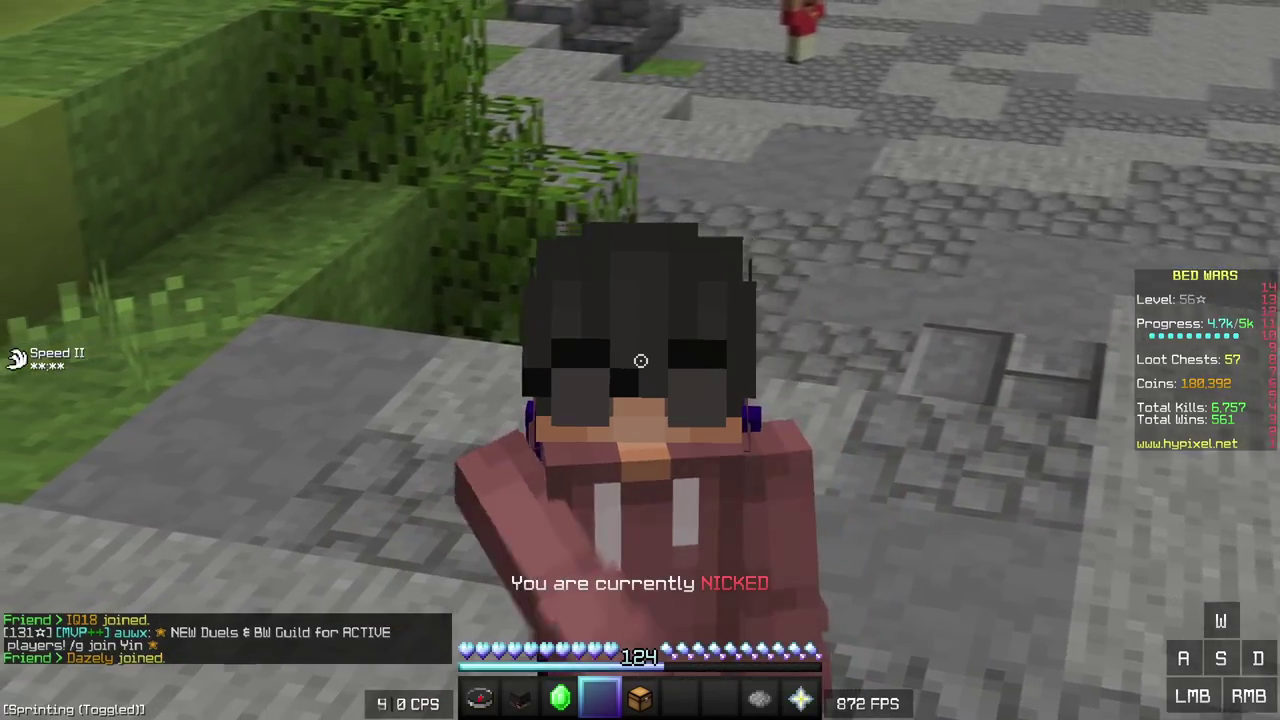 BED WARS
Level: 56☆
Progress: 4.7k/5k
Loot Chests: 57
Coins: 180,392
Total Kills: 6,757
Total Wins: 561
www.hypixel.net
Speed II
**:**
You are currently NICKED
Friend > IQ18 joined.
[131☆] [MVP++] auwx: ✴ NEW Duels & BW Guild for ACTIVE
players! /g join Yin ✴
Friend > Dazely joined.
[Sprinting (Toggled)]
4 | 0 CPS
124
872 FPS
W
A S D
LMB RMB